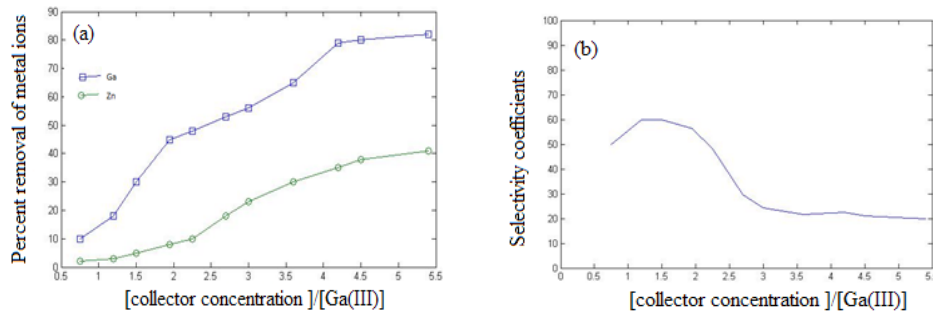 (a)
Percent removal of metal ions
90
80
70
60
50
40
30
20
10
0
Ga
Zn
0.5 1 1.5 2 2.5 3 3.5 4 4.5 5 5.5
[collector concentration ]/[Ga(III)]
(b)
Selectivity coefficients
100
90
80
70
60
50
40
30
20
10
0
0 0.5 1 1.5 2 2.5 3 3.5 4 4.5 5
[collector concentration ]/[Ga(III)]